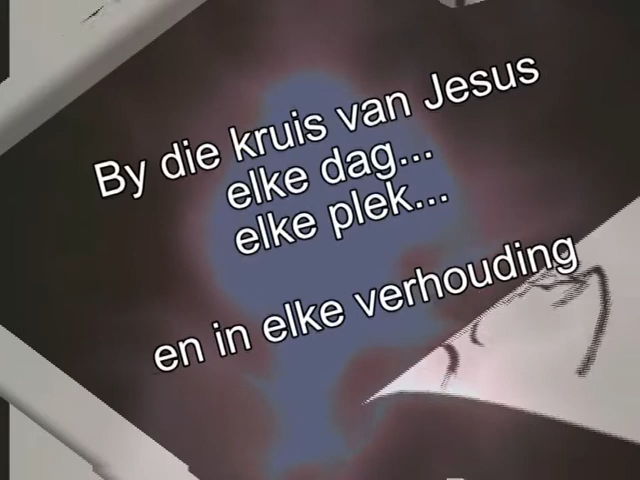 By die kruis van Jesus
elke dag...
elke plek...
en in elke verhouding